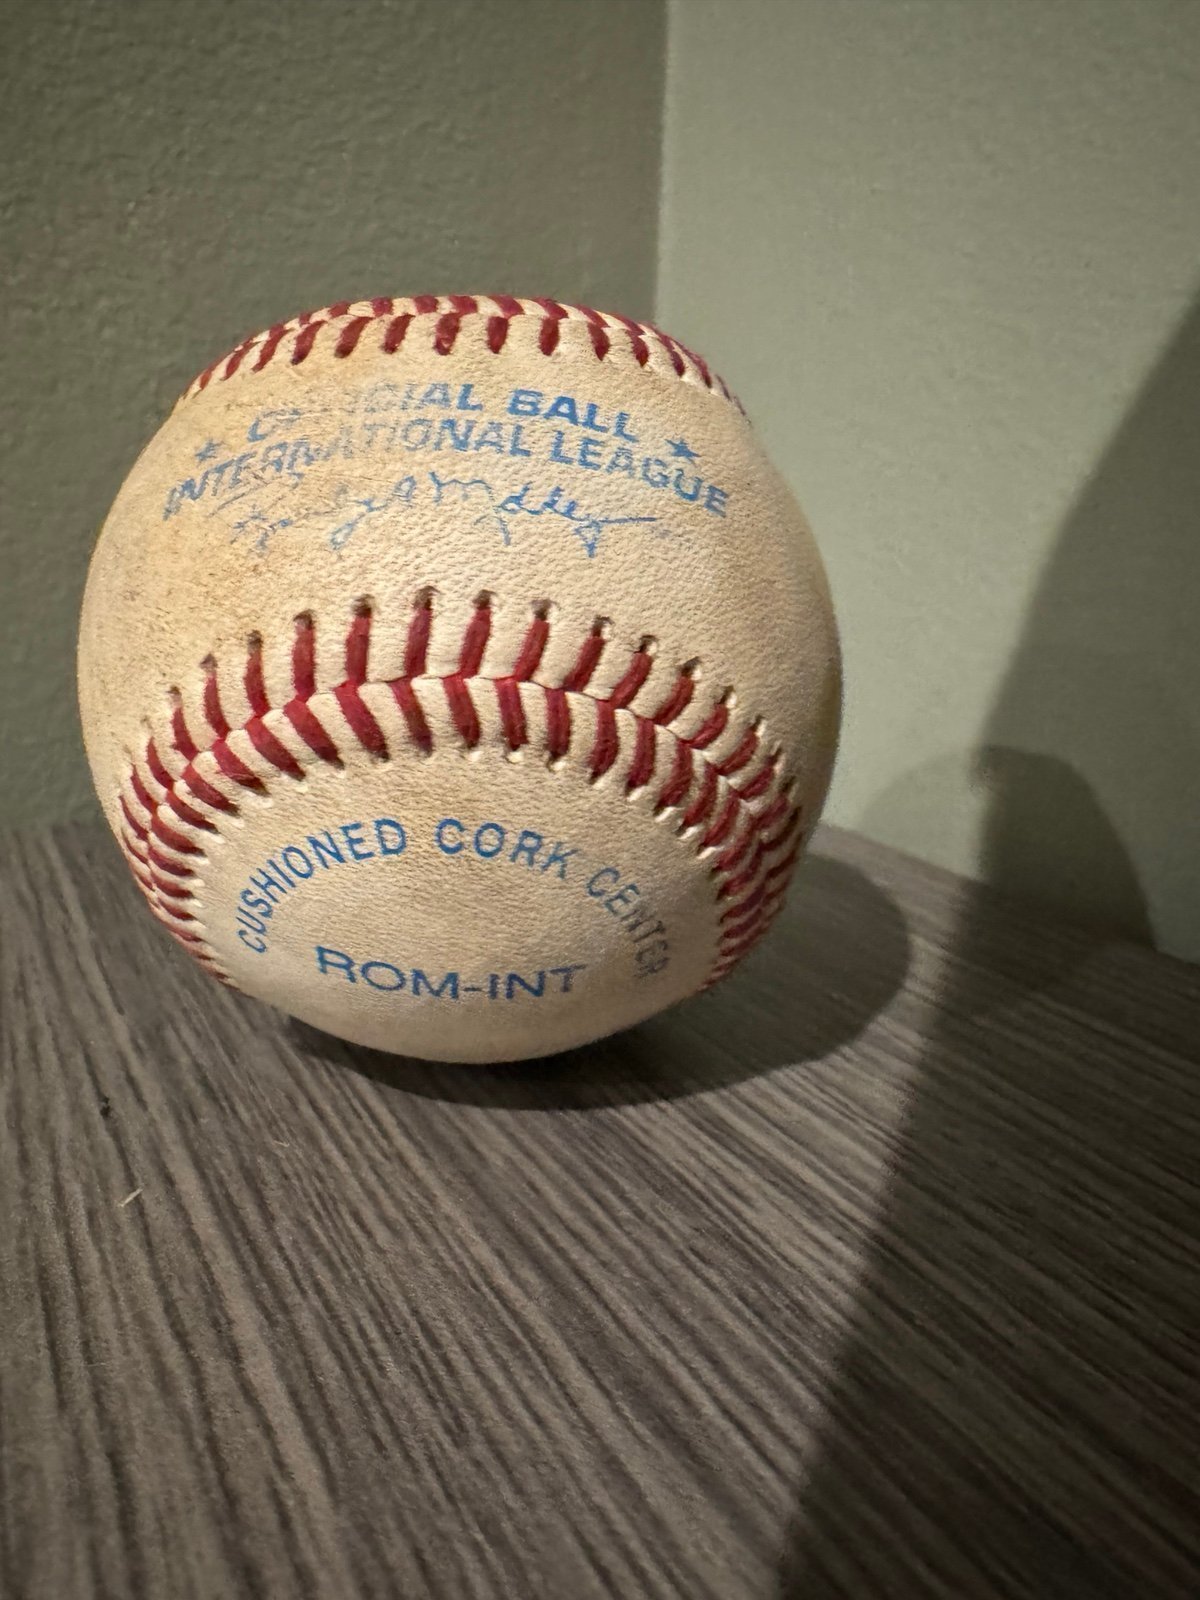 OFFICIAL BALL
INTERNATIONAL LEAGUE
CUSHIONED CORK CENTER
ROM-INT